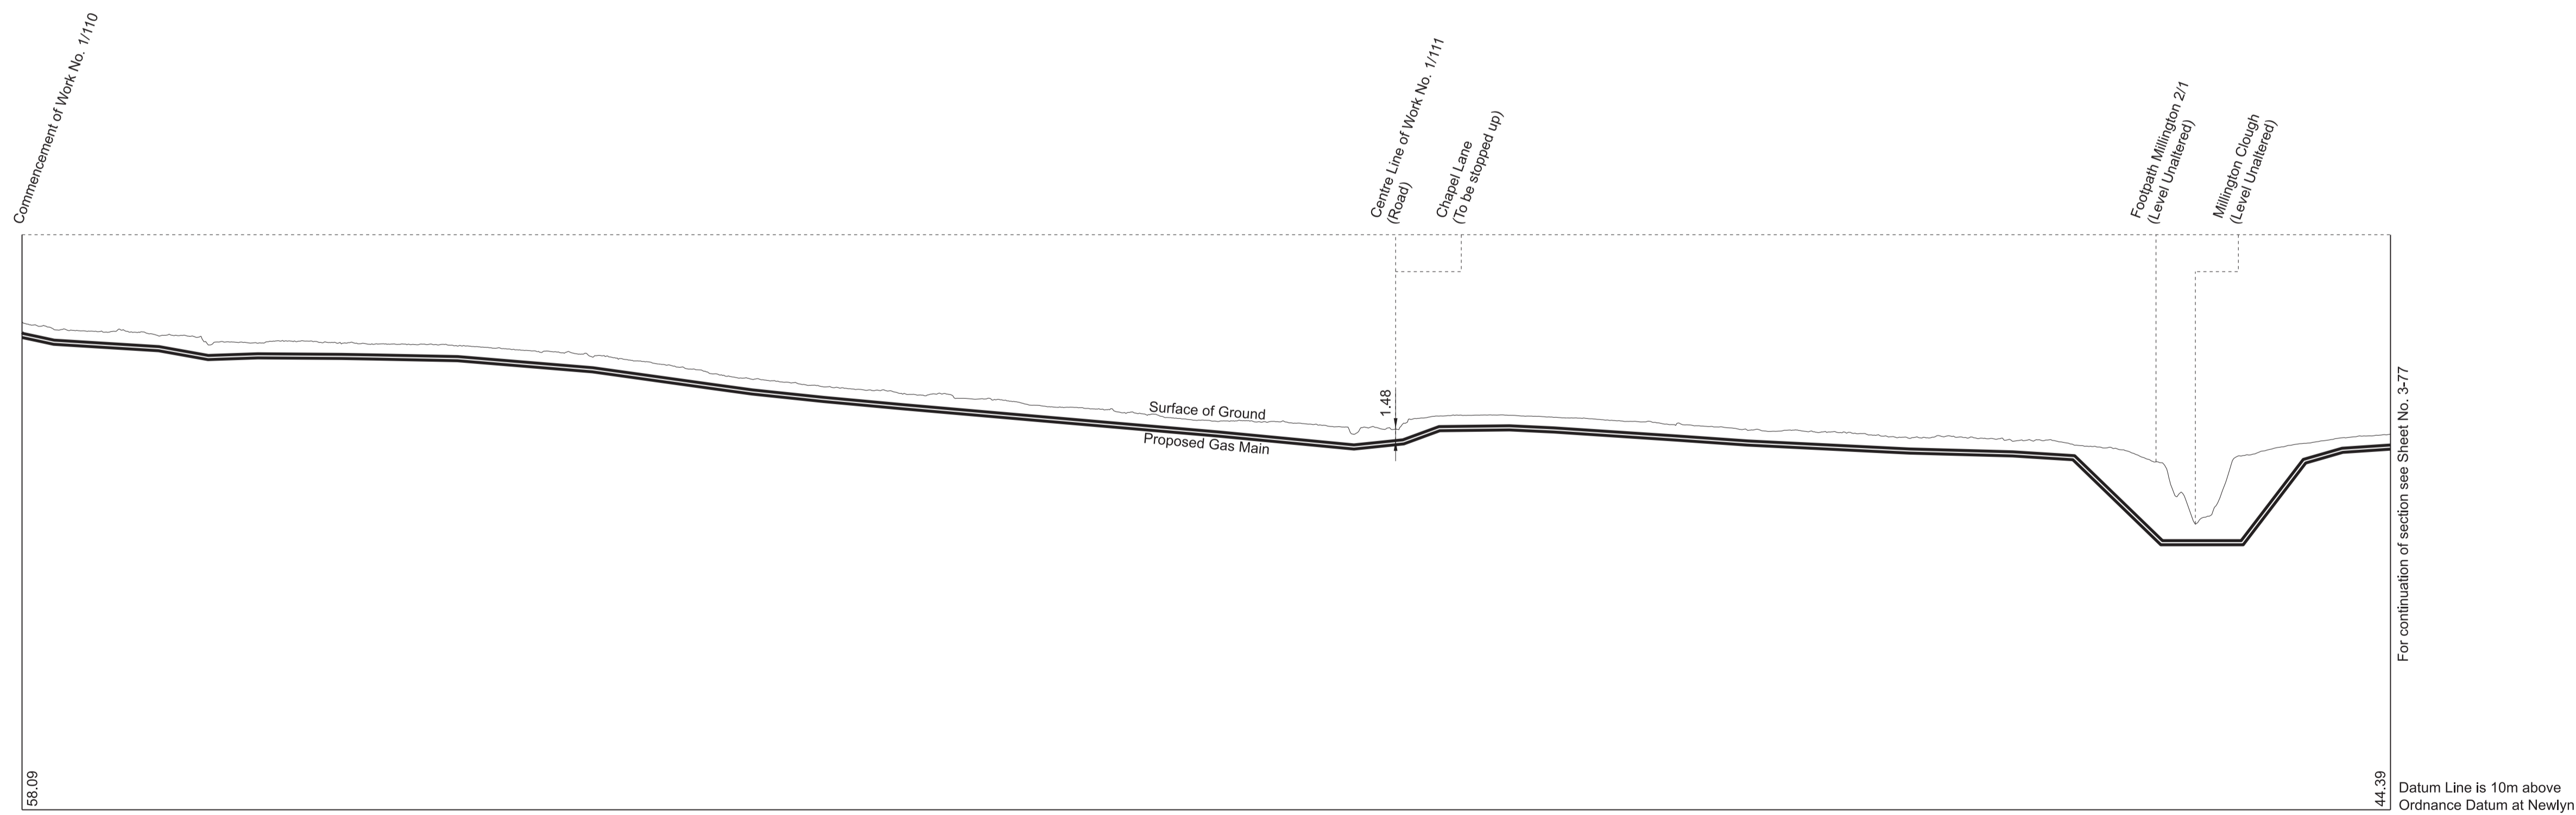 Commencement of Work No. 1/110
Centre Line of Work No. 1/111
(Road)
Chapel Lane
(To be stopped up)
Footpath Millington 2/1
(Level Unaltered)
Millington Clough
(Level Unaltered)
1.48
Surface of Ground
Proposed Gas Main
For continuation of section see Sheet No. 3-77
58.09
44.39
Datum Line is 10m above
Ordnance Datum at Newlyn